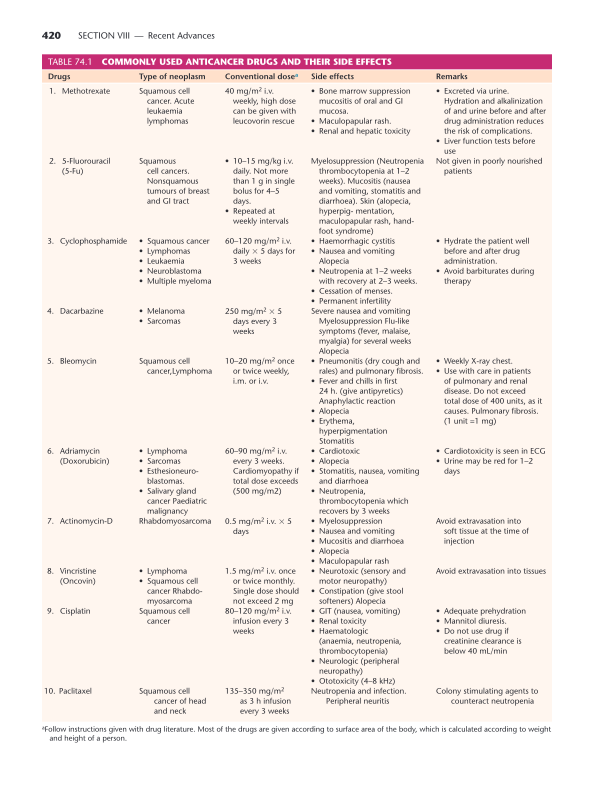 420 SECTION VIII — Recent Advances
TABLE 74.1 COMMONLY USED ANTICANCER DRUGS AND THEIR SIDE EFFECTS
Drugs Type of neoplasm Conventional doseᵃ Side effects Remarks
1. Methotrexate
Squamous cell
cancer. Acute
leukaemia
lymphomas
40 mg/m² i.v.
weekly, high dose
can be given with
leucovorin rescue
• Bone marrow suppression
mucositis of oral and GI
mucosa.
• Maculopapular rash.
• Renal and hepatic toxicity
• Excreted via urine.
Hydration and alkalinization
of and urine before and after
drug administration reduces
the risk of complications.
• Liver function tests before
use
2. 5-Fluorouracil
(5-Fu)
Squamous
cell cancers.
Nonsquamous
tumours of breast
and GI tract
• 10–15 mg/kg i.v.
daily. Not more
than 1 g in single
bolus for 4–5
days.
• Repeated at
weekly intervals
Myelosuppression (Neutropenia
thrombocytopenia at 1–2
weeks). Mucositis (nausea
and vomiting, stomatitis and
diarrhoea). Skin (alopecia,
hyperpig- mentation,
maculopapular rash, hand-
foot syndrome)
Not given in poorly nourished
patients
3. Cyclophosphamide
• Squamous cancer
• Lymphomas
• Leukaemia
• Neuroblastoma
• Multiple myeloma
60–120 mg/m² i.v.
daily × 5 days for
3 weeks
• Haemorrhagic cystitis
• Nausea and vomiting
Alopecia
• Neutropenia at 1–2 weeks
with recovery at 2–3 weeks.
• Cessation of menses.
• Permanent infertility
• Hydrate the patient well
before and after drug
administration.
• Avoid barbiturates during
therapy
4. Dacarbazine
• Melanoma
• Sarcomas
250 mg/m² × 5
days every 3
weeks
Severe nausea and vomiting
Myelosuppression Flu-like
symptoms (fever, malaise,
myalgia) for several weeks
Alopecia
5. Bleomycin
Squamous cell
cancer,Lymphoma
10–20 mg/m² once
or twice weekly,
i.m. or i.v.
• Pneumonitis (dry cough and
rales) and pulmonary fibrosis.
• Fever and chills in first
24 h. (give antipyretics)
Anaphylactic reaction
• Alopecia
• Erythema,
hyperpigmentation
Stomatitis
• Weekly X-ray chest.
• Use with care in patients
of pulmonary and renal
disease. Do not exceed
total dose of 400 units, as it
causes. Pulmonary fibrosis.
(1 unit =1 mg)
6. Adriamycin
(Doxorubicin)
• Lymphoma
• Sarcomas
• Esthesioneuro-
blastomas.
• Salivary gland
cancer Paediatric
malignancy
60–90 mg/m² i.v.
every 3 weeks.
Cardiomyopathy if
total dose exceeds
(500 mg/m2)
• Cardiotoxic
• Alopecia
• Stomatitis, nausea, vomiting
and diarrhoea
• Neutropenia,
thrombocytopenia which
recovers by 3 weeks
• Cardiotoxicity is seen in ECG
• Urine may be red for 1–2
days
7. Actinomycin-D
Rhabdomyosarcoma
0.5 mg/m² i.v. × 5
days
• Myelosuppression
• Nausea and vomiting
• Mucositis and diarrhoea
• Alopecia
• Maculopapular rash
Avoid extravasation into
soft tissue at the time of
injection
8. Vincristine
(Oncovin)
• Lymphoma
• Squamous cell
cancer Rhabdo-
myosarcoma
1.5 mg/m² i.v. once
or twice monthly.
Single dose should
not exceed 2 mg
• Neurotoxic (sensory and
motor neuropathy)
• Constipation (give stool
softeners) Alopecia
Avoid extravasation into tissues
9. Cisplatin
Squamous cell
cancer
80–120 mg/m² i.v.
infusion every 3
weeks
• GIT (nausea, vomiting)
• Renal toxicity
• Haematologic
(anaemia, neutropenia,
thrombocytopenia)
• Neurologic (peripheral
neuropathy)
• Ototoxicity (4–8 kHz)
• Adequate prehydration
• Mannitol diuresis.
• Do not use drug if
creatinine clearance is
below 40 mL/min
10. Paclitaxel
Squamous cell
cancer of head
and neck
135–350 mg/m²
as 3 h infusion
every 3 weeks
Neutropenia and infection.
Peripheral neuritis
Colony stimulating agents to
counteract neutropenia
ᵃFollow instructions given with drug literature. Most of the drugs are given according to surface area of the body, which is calculated according to weight
and height of a person.